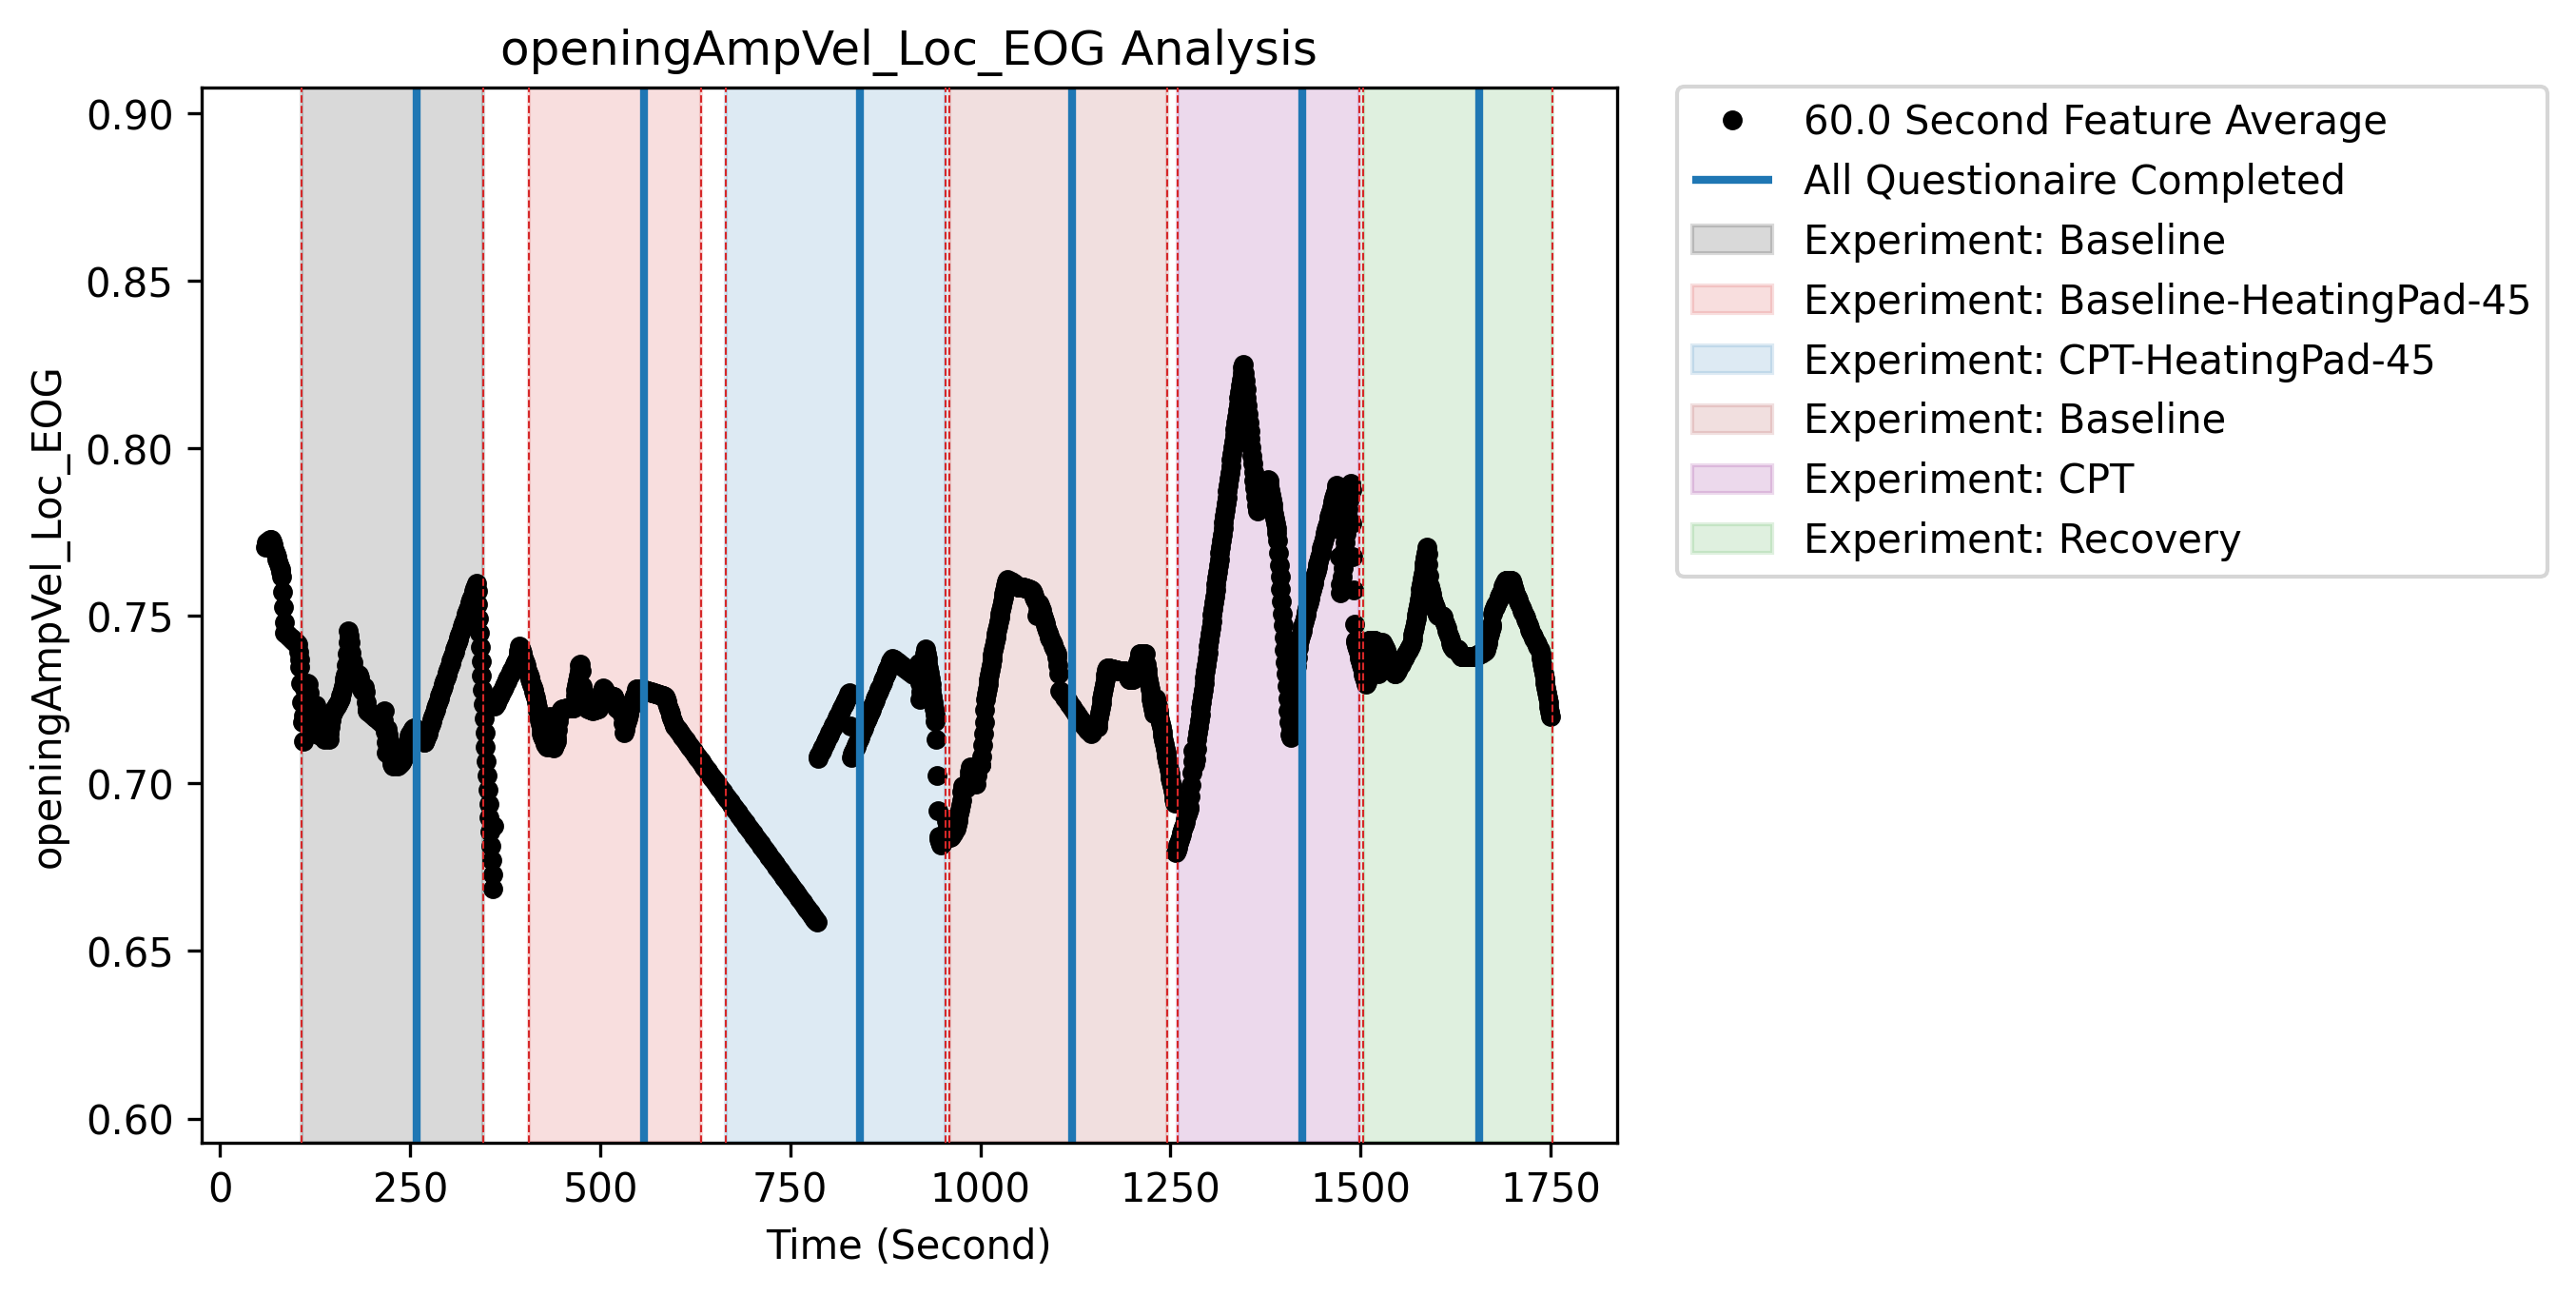 openingAmpVel_Loc_EOG Analysis
openingAmpVel_Loc_EOG
0.90
0.85
0.80
0.75
0.70
0.65
0.60
0 250 500 750 1000 1250 1500 1750
Time (Second)
60.0 Second Feature Average
All Questionaire Completed
Experiment: Baseline
Experiment: Baseline-HeatingPad-45
Experiment: CPT-HeatingPad-45
Experiment: Baseline
Experiment: CPT
Experiment: Recovery